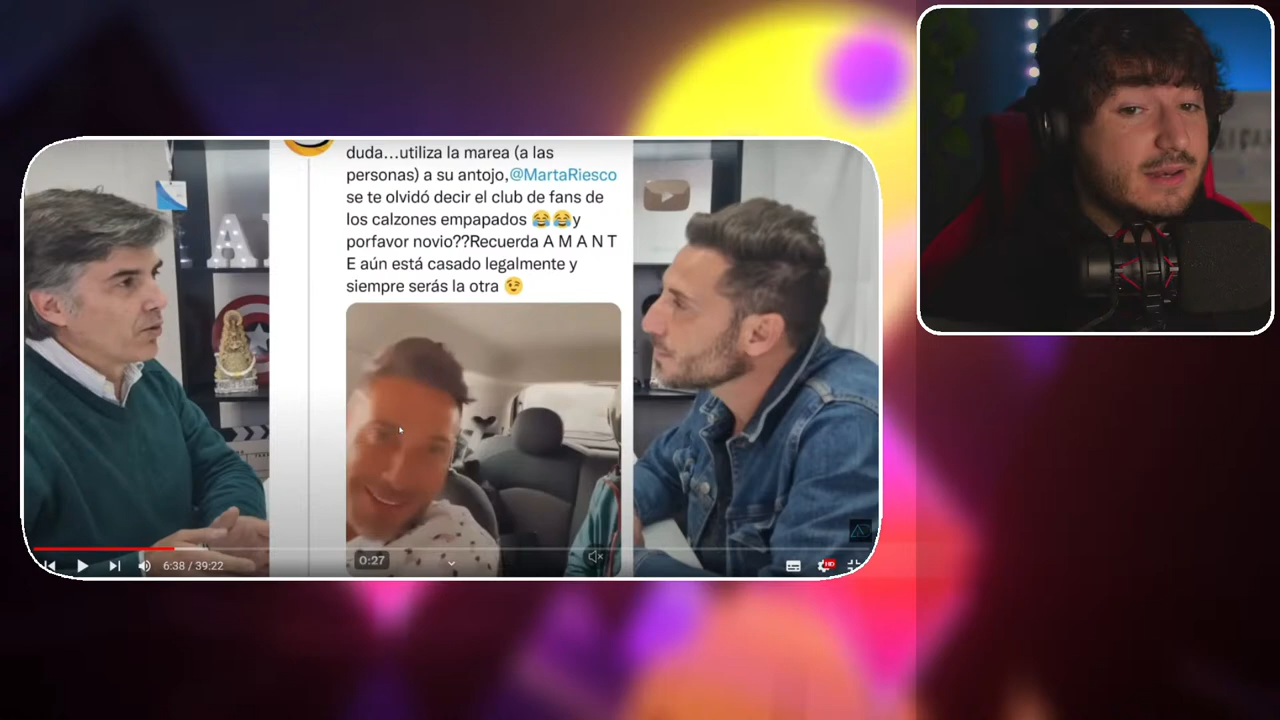 duda...utiliza la marea (a las
personas) a su antojo,@MartaRiesco
se te olvidó decir el club de fans de
los calzones empapados 😂😂y
porfavor novio??Recuerda A M A N T
E aún está casado legalmente y
siempre serás la otra 😉
A
0:27
6:38 / 39:22
HD